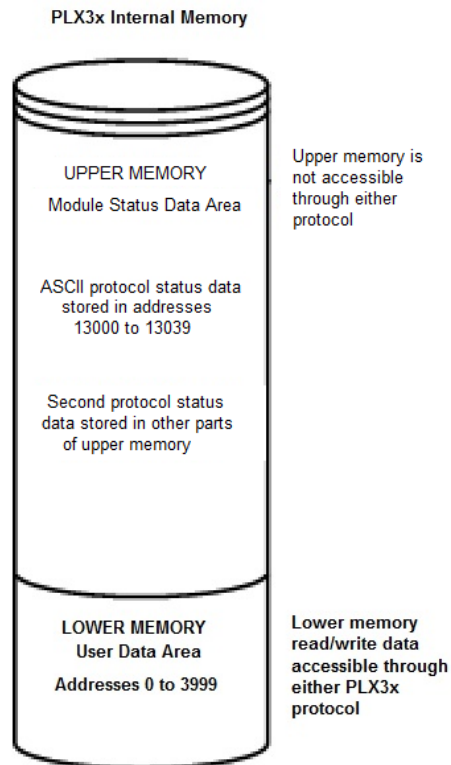 PLX3x Internal Memory
UPPER MEMORY
Module Status Data Area
Upper memory is
not accessible
through either
protocol
ASCII protocol status data
stored in addresses
13000 to 13039
Second protocol status
data stored in other parts
of upper memory
LOWER MEMORY
User Data Area
Addresses 0 to 3999
Lower memory
read/write data
accessible through
either PLX3x
protocol